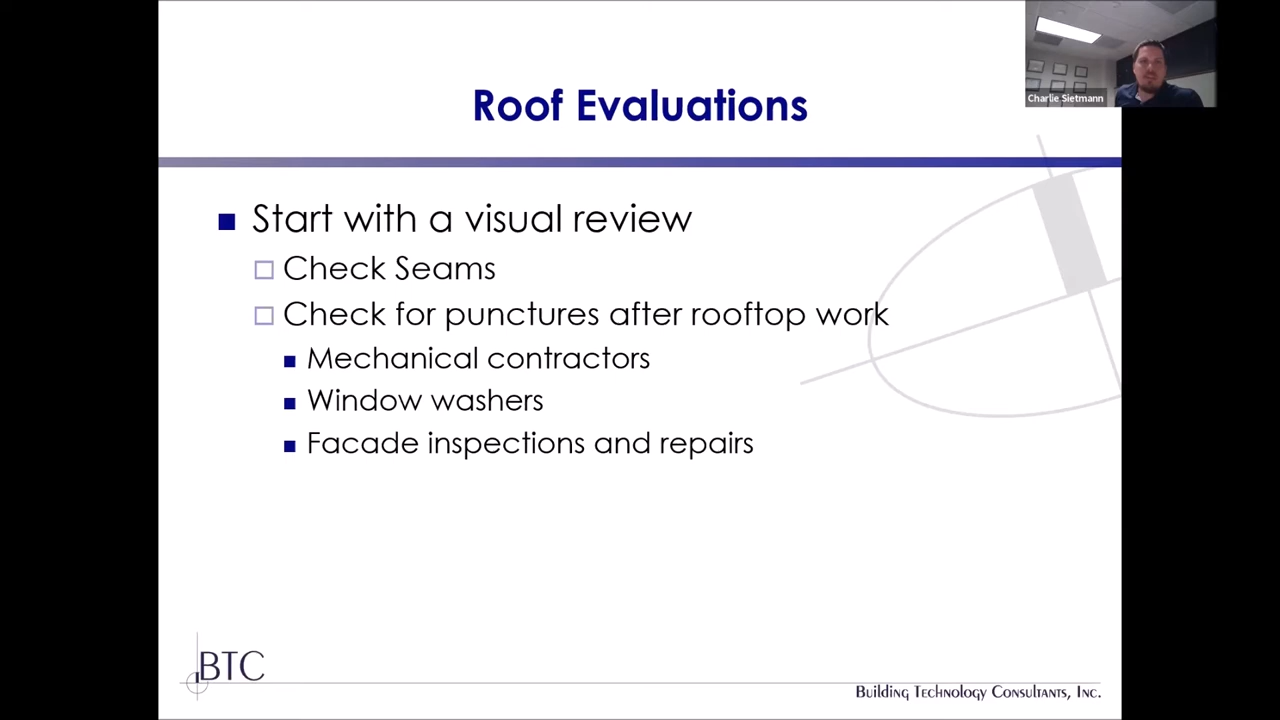 Charlie Sietmann
Roof Evaluations
Start with a visual review
Check Seams
Check for punctures after rooftop work
Mechanical contractors
Window washers
Facade inspections and repairs
BTC
Building Technology Consultants, Inc.